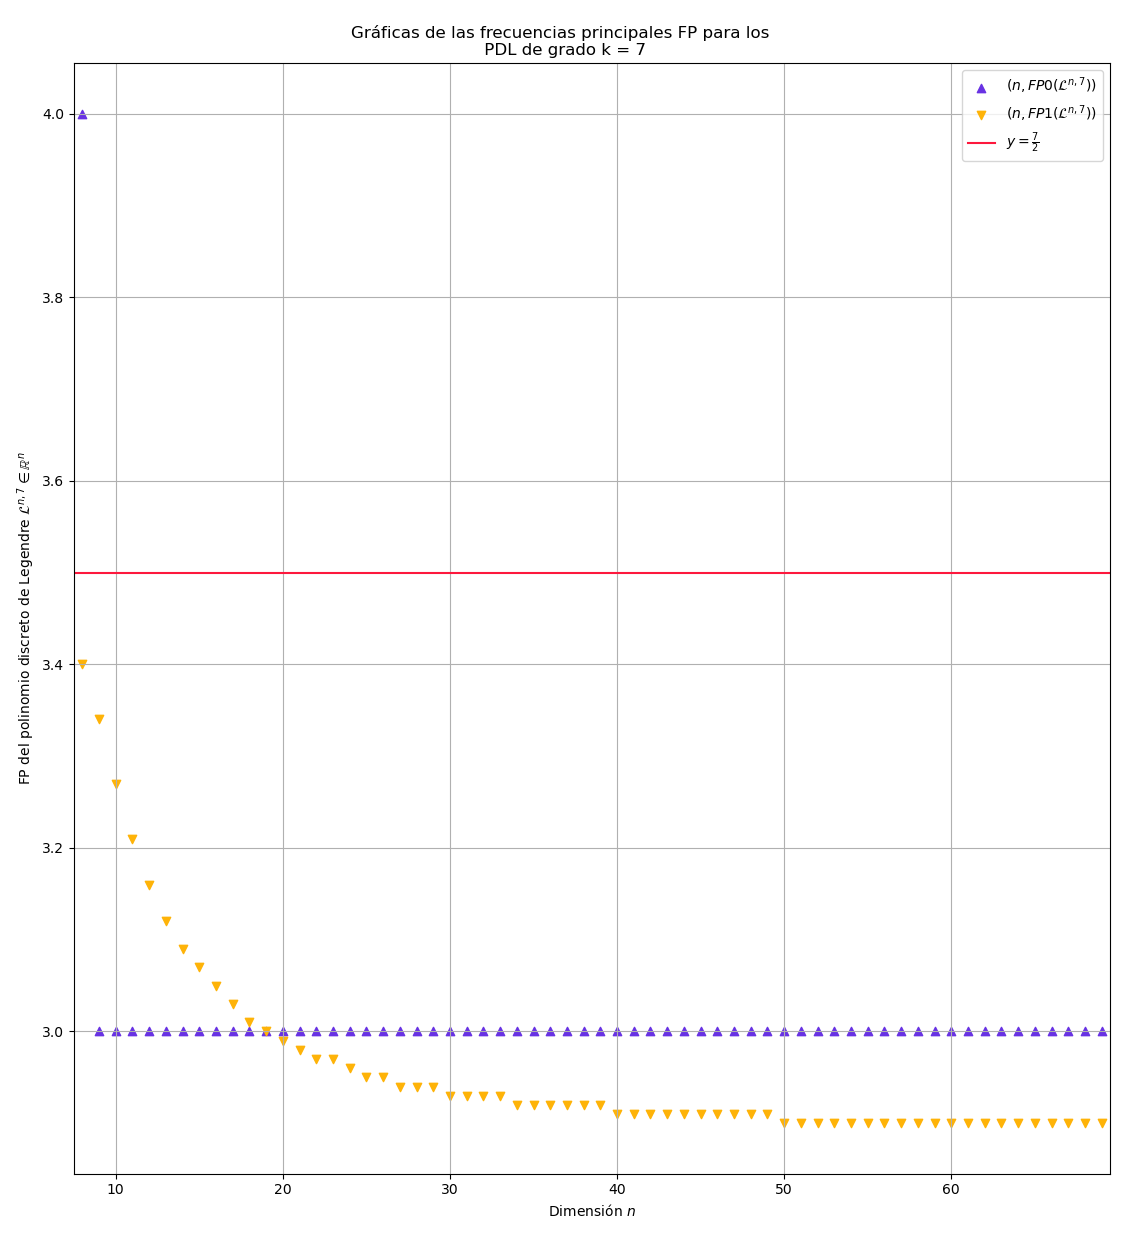 Gráficas de las frecuencias principales FP para los
PDL de grado k = 7
(n, FP0(ℒ^{n,7}))
(n, FP1(ℒ^{n,7}))
y = 7/2
4.0
3.8
3.6
3.4
3.2
3.0
FP del polinomio discreto de Legendre ℒ^{n,7} ∈ ℝ^n
10 20 30 40 50 60
Dimensión n